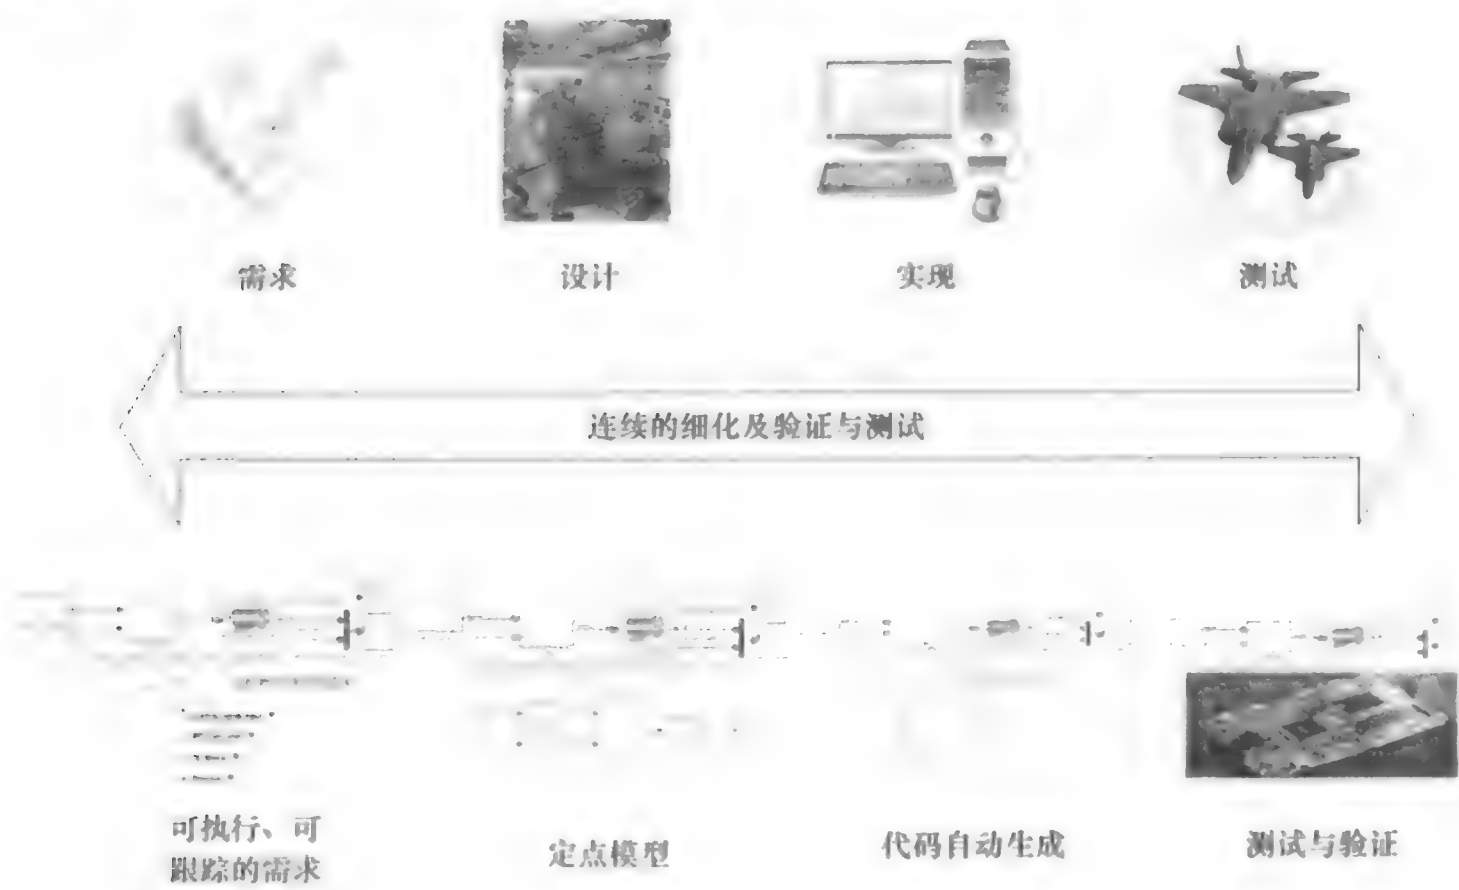 需求
设计
实现
测试
连续的细化及验证与测试
可执行、可
跟踪的需求
定点模型
代码自动生成
测试与验证